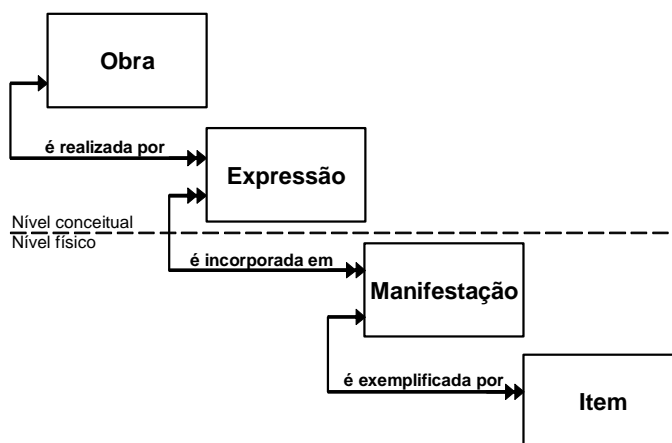 Obra
é realizada por
Expressão
Nível conceitual
Nível físico
é incorporada em
Manifestação
é exemplificada por
Item